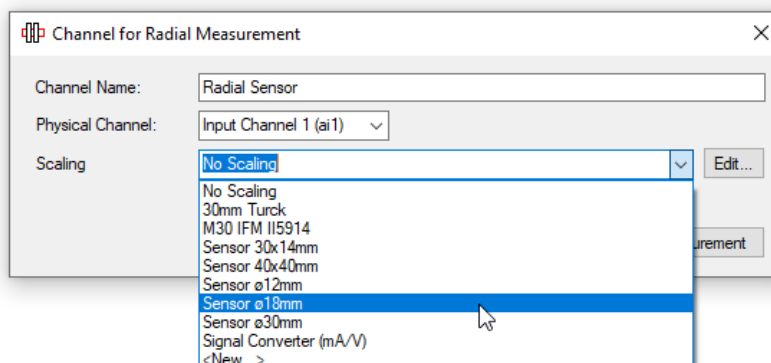 Channel for Radial Measurement
Channel Name: Radial Sensor
Physical Channel: Input Channel 1 (ai1)
Scaling No Scaling Edit...
No Scaling
30mm Turck
M30 IFM II5914
Sensor 30x14mm
Sensor 40x40mm
Sensor ø12mm
Sensor ø18mm
Sensor ø30mm
Signal Converter (mA/V)
<New...>